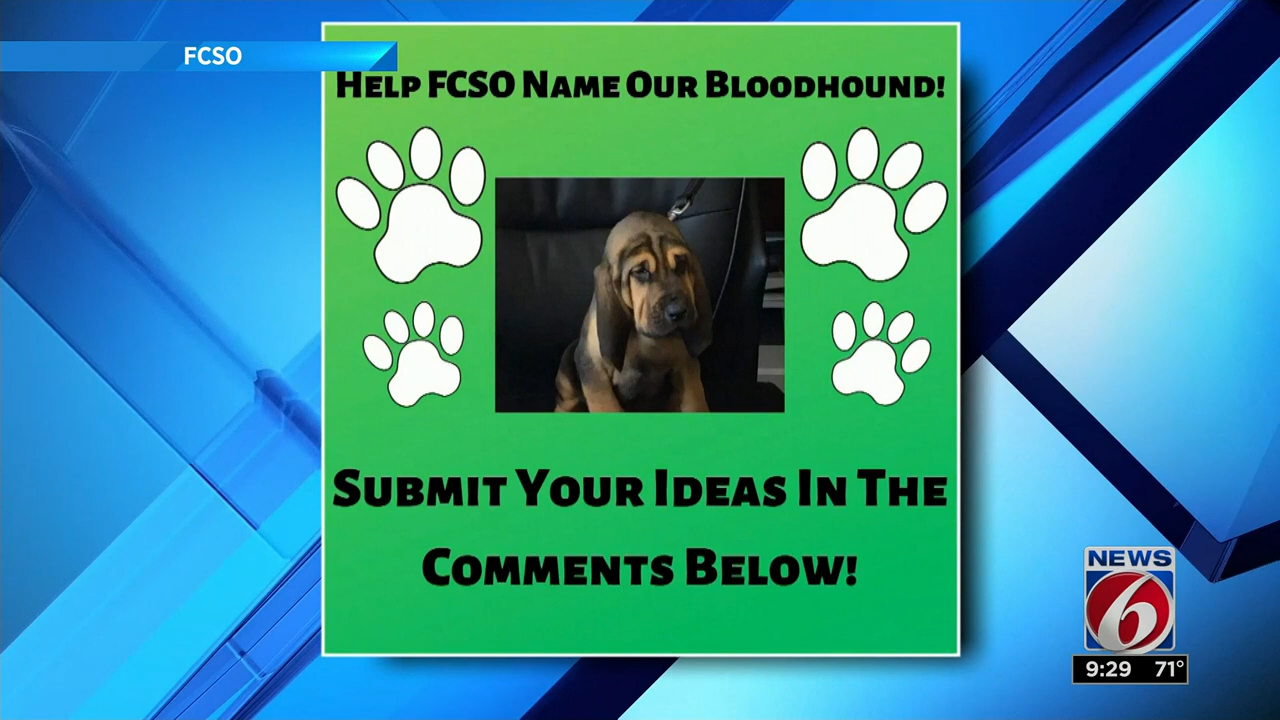 FCSO
Help FCSO Name Our Bloodhound!
Submit Your Ideas In The
Comments Below!
NEWS
6
9:29 71°